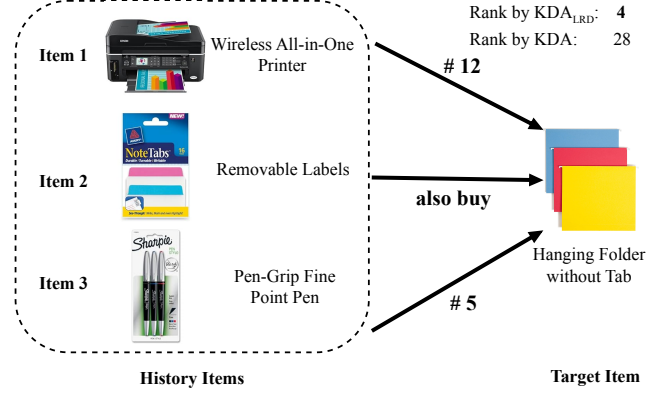 Rank by KDA_LRD: 4
Rank by KDA: 28
Item 1
Wireless All-in-One
Printer
# 12
Item 2
NEW!
AVERY
NoteTabs
Removable Labels
also buy
Item 3
Sharpie
Pen-Grip Fine
Point Pen
# 5
Hanging Folder
without Tab
History Items
Target Item